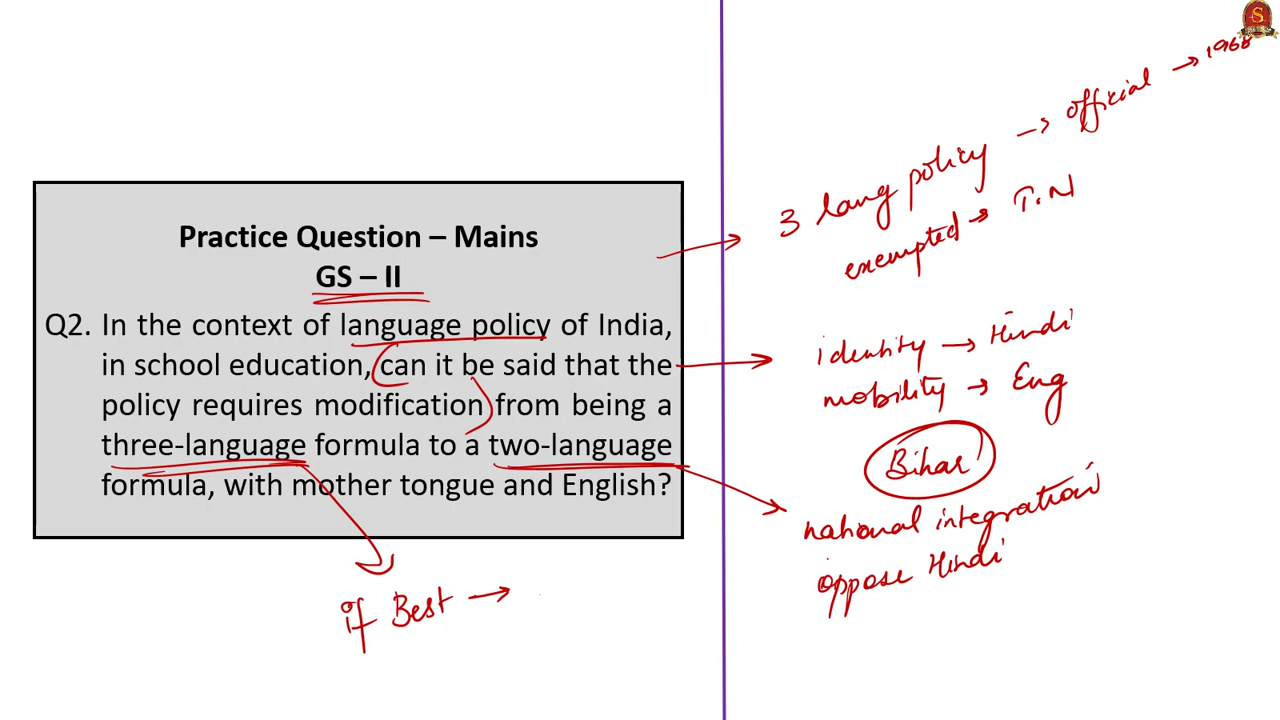 Practice Question – Mains
GS – II
Q2. In the context of language policy of India,
in school education, can it be said that the
policy requires modification from being a
three-language formula to a two-language
formula, with mother tongue and English?
if Best →
3 lang policy → official → 1968
exempted → T.N
identity → Hindi
mobility → Eng
Bihar
national integration
oppose Hindi
S